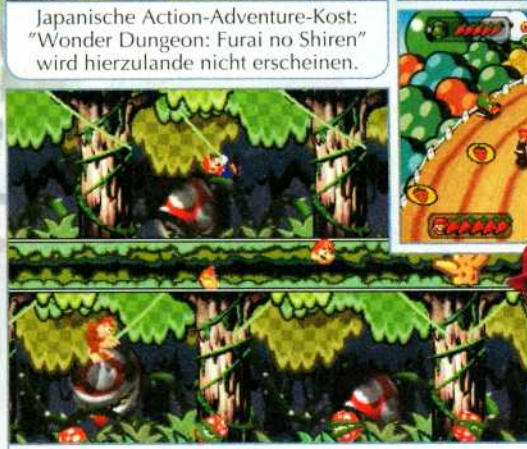 Japanische Action-Adventure-Kost:
"Wonder Dungeon: Furai no Shiren"
wird hierzulande nicht erscheinen.